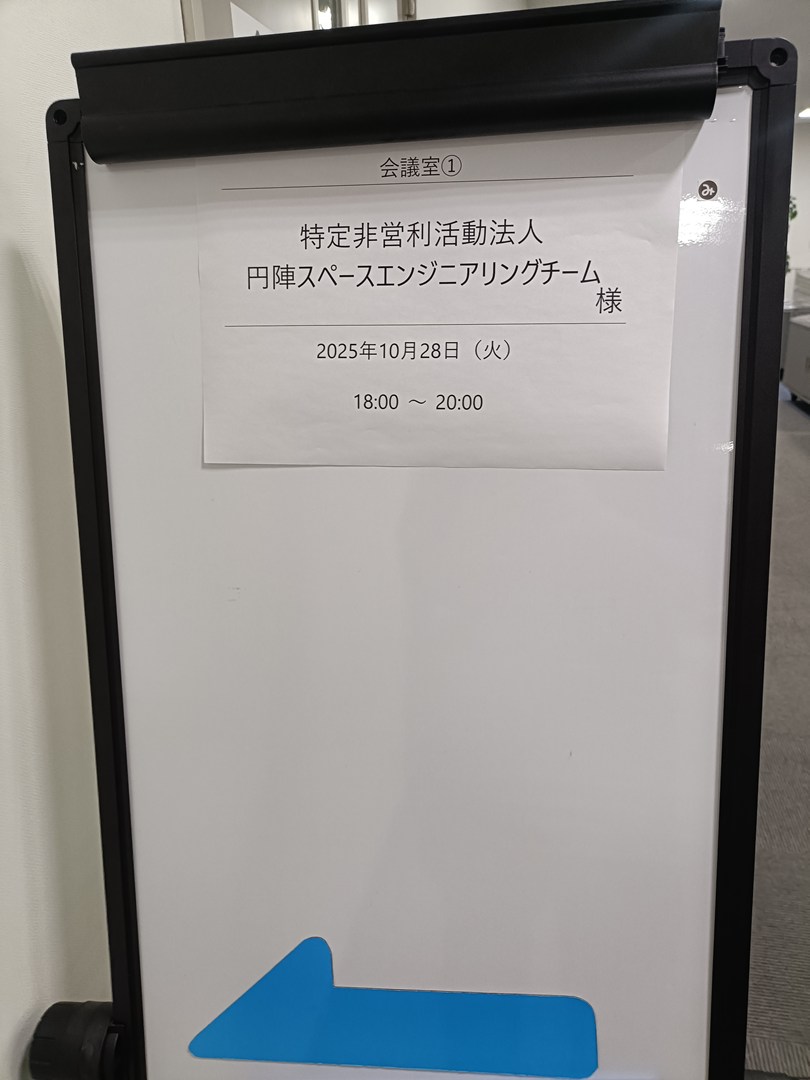 会議室①
み
特定非営利活動法人
円陣スペースエンジニアリングチーム
様
2025年10月28日（火）
18:00 ～ 20:00